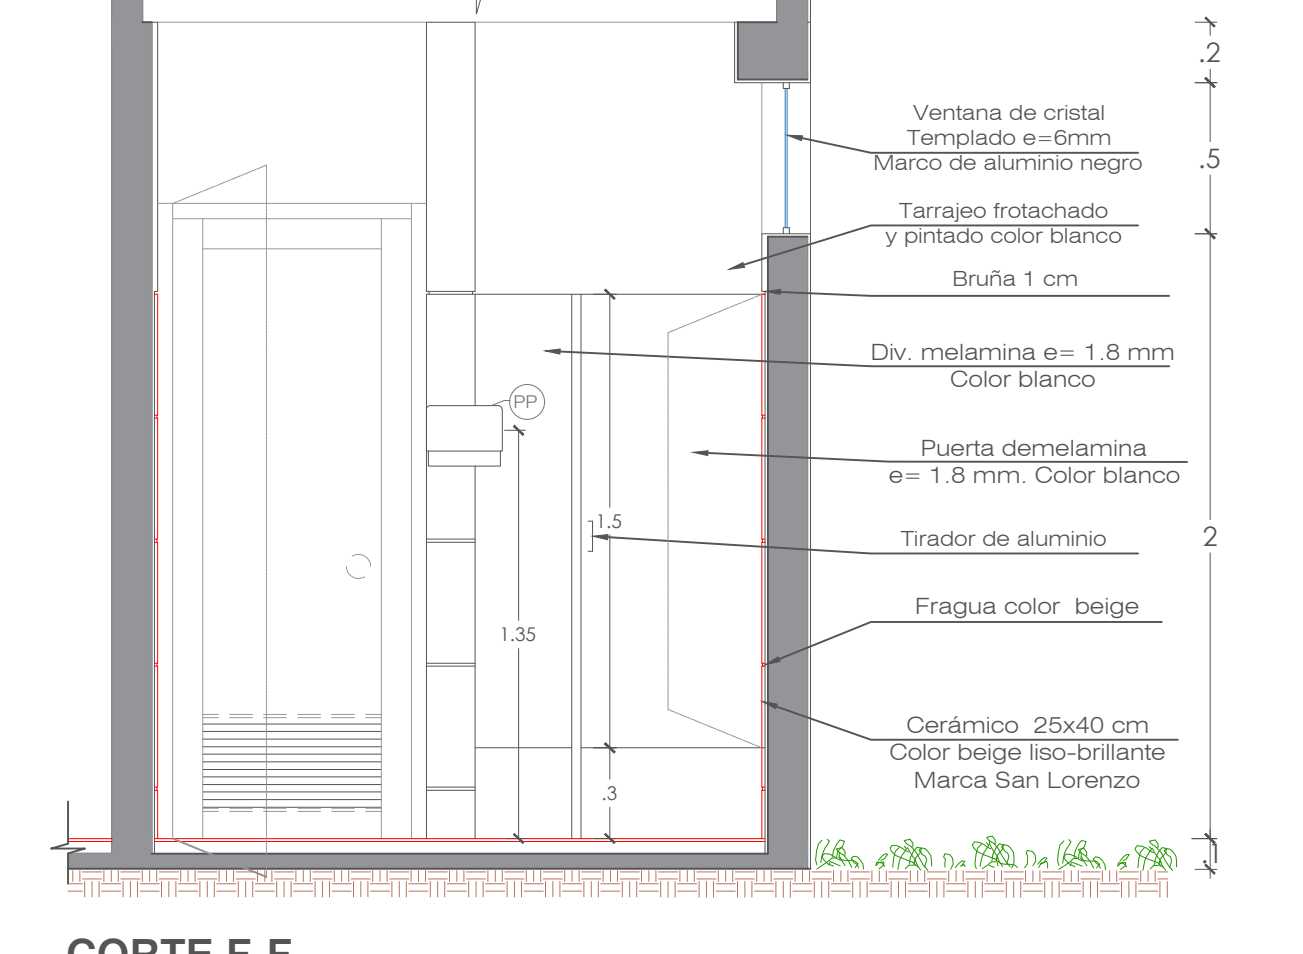 .2
Ventana de cristal
Templado e=6mm
Marco de aluminio negro
.5
Tarrajeo frotachado
y pintado color blanco
Bruña 1 cm
Div. melamina e= 1.8 mm
Color blanco
PP
Puerta demelamina
e= 1.8 mm. Color blanco
1.5
Tirador de aluminio
2
Fragua color beige
1.35
Cerámico 25x40 cm
Color beige liso-brillante
Marca San Lorenzo
.3
.1
CORTE